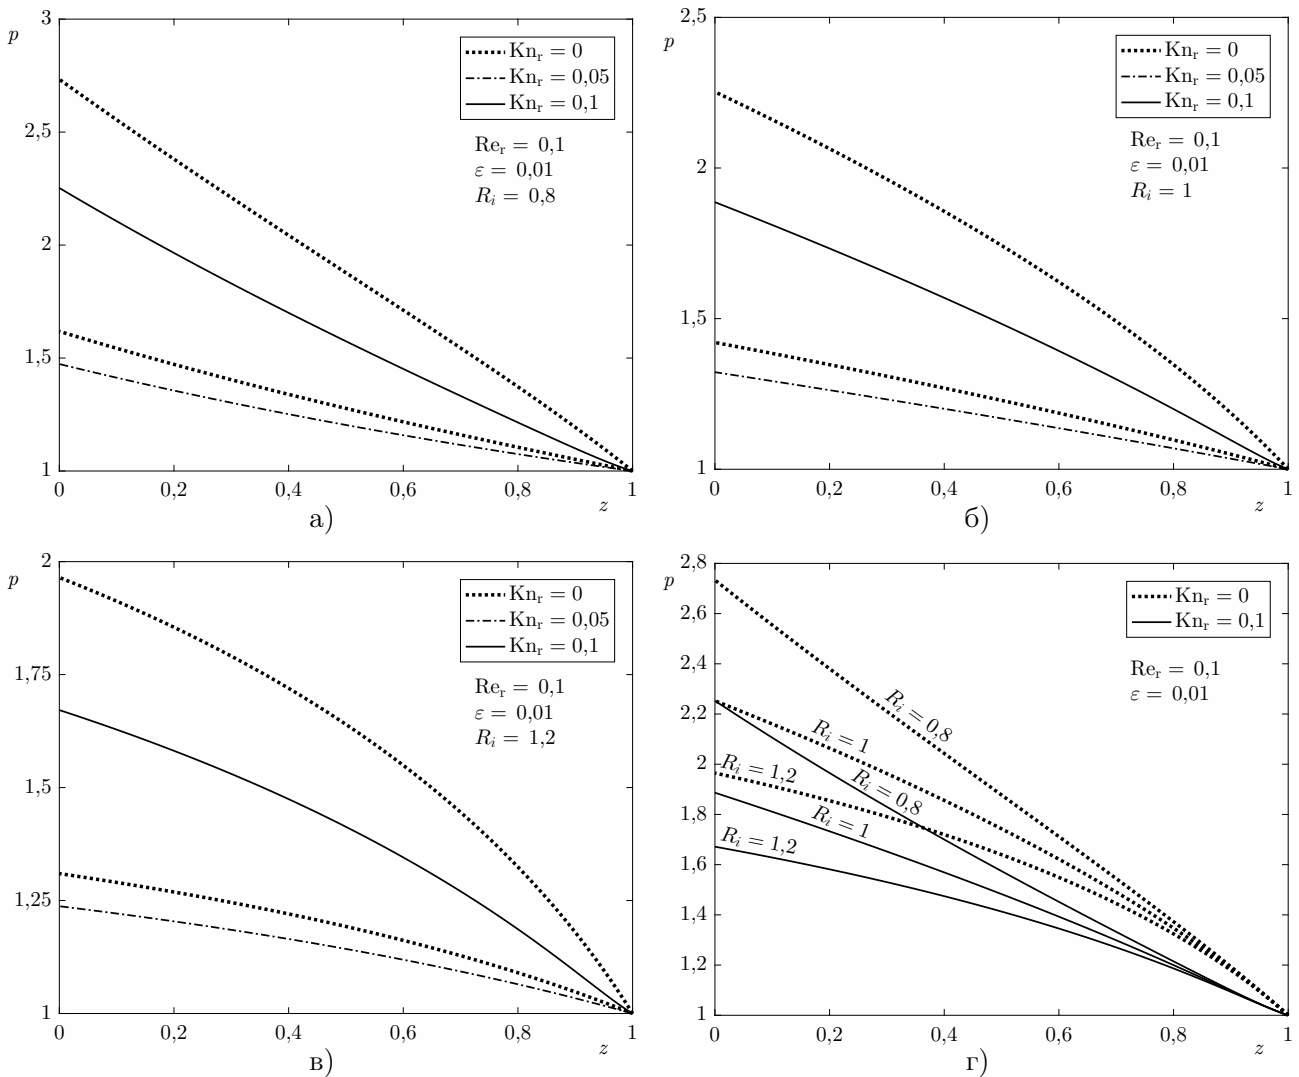 p
3
2,5
2
1,5
1
0
0,2
0,4
0,6
0,8
1
z
Kn_r = 0
Kn_r = 0,05
Kn_r = 0,1
Re_r = 0,1
ε = 0,01
R_i = 0,8
а)
p
2,5
2
1,5
1
0
0,2
0,4
0,6
0,8
1
z
Kn_r = 0
Kn_r = 0,05
Kn_r = 0,1
Re_r = 0,1
ε = 0,01
R_i = 1
б)
p
2
1,75
1,5
1,25
1
0
0,2
0,4
0,6
0,8
1
z
Kn_r = 0
Kn_r = 0,05
Kn_r = 0,1
Re_r = 0,1
ε = 0,01
R_i = 1,2
в)
p
2,8
2,6
2,4
2,2
2
1,8
1,6
1,4
1,2
1
0
0,2
0,4
0,6
0,8
1
z
Kn_r = 0
Kn_r = 0,1
Re_r = 0,1
ε = 0,01
R_i = 0,8
R_i = 1
R_i = 1,2
R_i = 0,8
R_i = 1
R_i = 1,2
г)